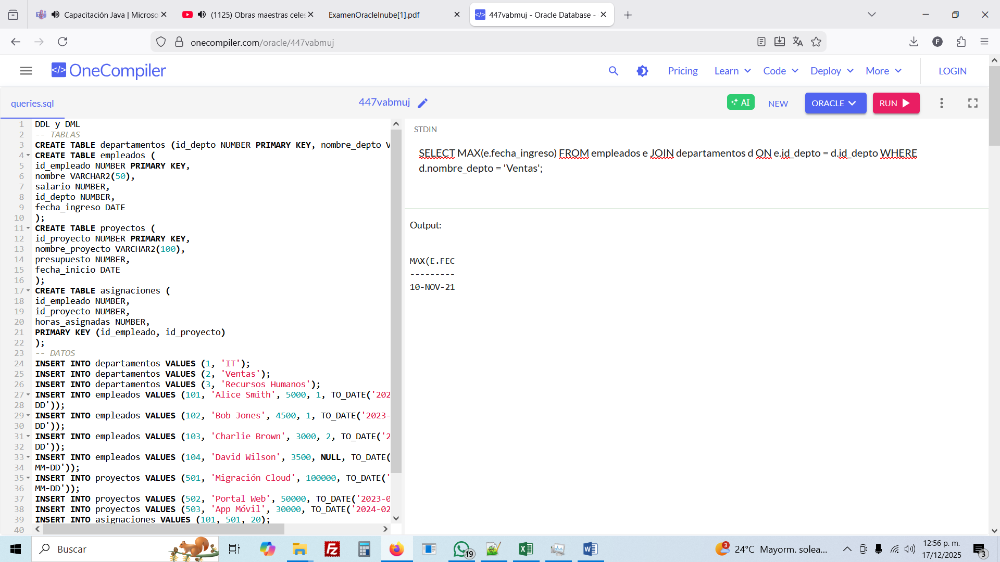 Capacitación Java | Microso
(1125) Obras maestras celes
ExamenOracleInube[1].pdf
447vabmuj - Oracle Database -
onecompiler.com/oracle/447vabmuj
F
</> OneCompiler
Pricing
Learn
Code
Deploy
More
LOGIN
queries.sql
447vabmuj
AI
NEW
ORACLE
RUN
1 DDL y DML
2 -- TABLAS
3 CREATE TABLE departamentos (id_depto NUMBER PRIMARY KEY, nombre_depto V
4 CREATE TABLE empleados (
5 id_empleado NUMBER PRIMARY KEY,
6 nombre VARCHAR2(50),
7 salario NUMBER,
8 id_depto NUMBER,
9 fecha_ingreso DATE
10 );
11 CREATE TABLE proyectos (
12 id_proyecto NUMBER PRIMARY KEY,
13 nombre_proyecto VARCHAR2(100),
14 presupuesto NUMBER,
15 fecha_inicio DATE
16 );
17 CREATE TABLE asignaciones (
18 id_empleado NUMBER,
19 id_proyecto NUMBER,
20 horas_asignadas NUMBER,
21 PRIMARY KEY (id_empleado, id_proyecto)
22 );
23 -- DATOS
24 INSERT INTO departamentos VALUES (1, 'IT');
25 INSERT INTO departamentos VALUES (2, 'Ventas');
26 INSERT INTO departamentos VALUES (3, 'Recursos Humanos');
27 INSERT INTO empleados VALUES (101, 'Alice Smith', 5000, 1, TO_DATE('202
28 DD'));
29 INSERT INTO empleados VALUES (102, 'Bob Jones', 4500, 1, TO_DATE('2023-
30 DD'));
31 INSERT INTO empleados VALUES (103, 'Charlie Brown', 3000, 2, TO_DATE('2
32 DD'));
33 INSERT INTO empleados VALUES (104, 'David Wilson', 3500, NULL, TO_DATE(
34 MM-DD'));
35 INSERT INTO proyectos VALUES (501, 'Migración Cloud', 100000, TO_DATE('
36 MM-DD'));
37 INSERT INTO proyectos VALUES (502, 'Portal Web', 50000, TO_DATE('2023-0
38 INSERT INTO proyectos VALUES (503, 'App Móvil', 30000, TO_DATE('2024-02
39 INSERT INTO asignaciones VALUES (101, 501, 20);
40
STDIN
SELECT MAX(e.fecha_ingreso) FROM empleados e JOIN departamentos d ON e.id_depto = d.id_depto WHERE
d.nombre_depto = 'Ventas';
Output:
MAX(E.FEC
---------
10-NOV-21
Buscar
19
3
24°C Mayorm. solea...
12:56 p. m.
17/12/2025
3